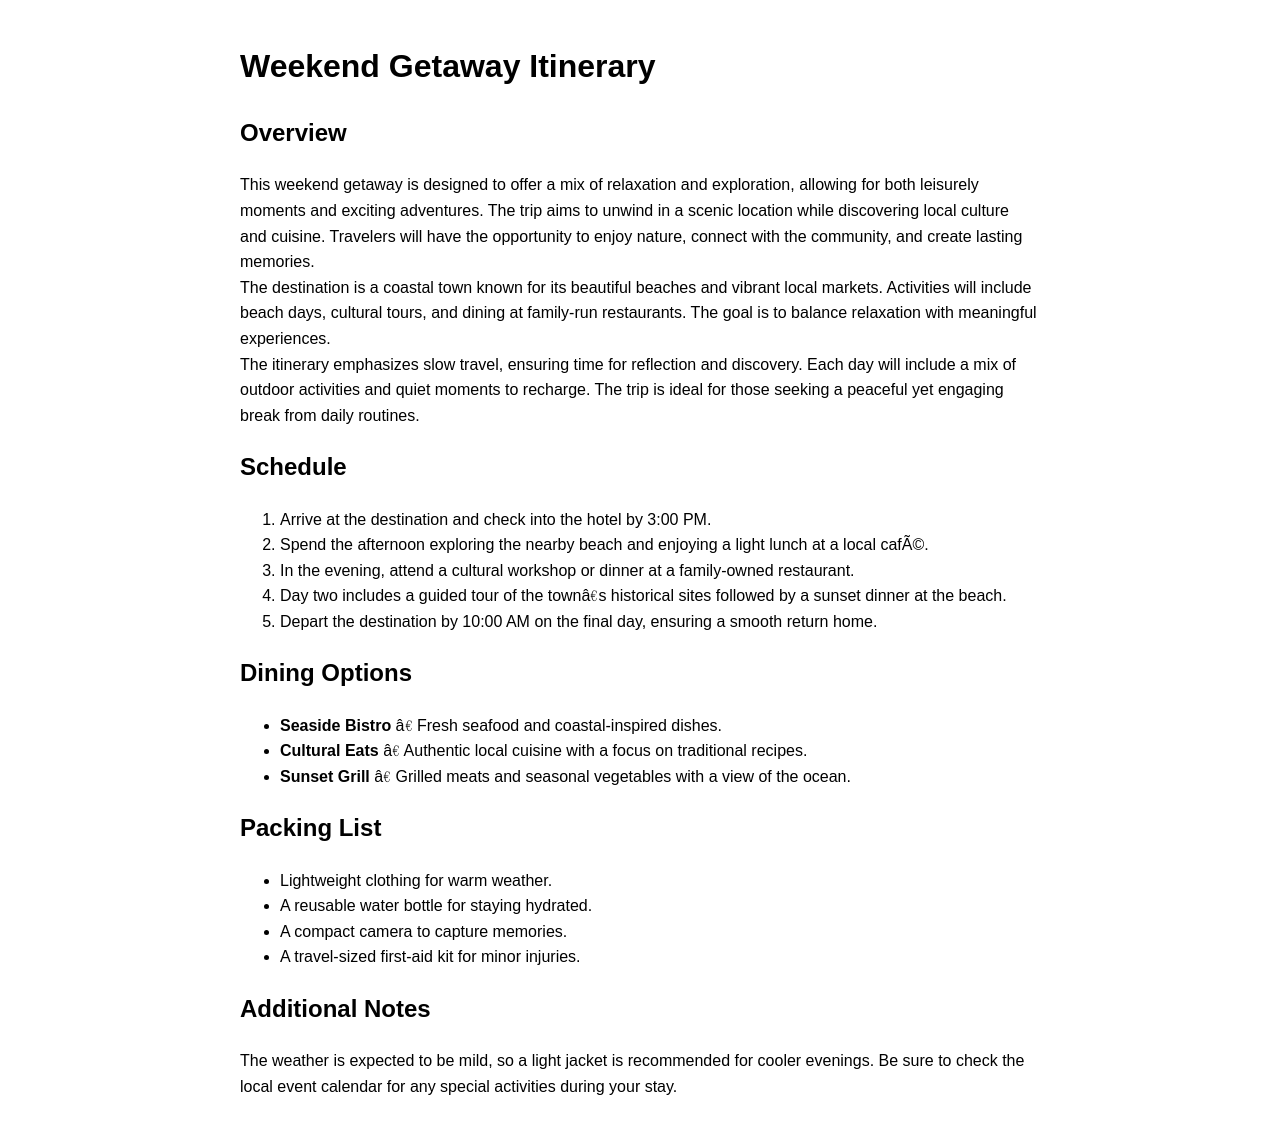 Weekend Getaway Itinerary
Overview
This weekend getaway is designed to offer a mix of relaxation and exploration, allowing for both leisurely
moments and exciting adventures. The trip aims to unwind in a scenic location while discovering local culture
and cuisine. Travelers will have the opportunity to enjoy nature, connect with the community, and create lasting
memories.
The destination is a coastal town known for its beautiful beaches and vibrant local markets. Activities will include
beach days, cultural tours, and dining at family-run restaurants. The goal is to balance relaxation with meaningful
experiences.
The itinerary emphasizes slow travel, ensuring time for reflection and discovery. Each day will include a mix of
outdoor activities and quiet moments to recharge. The trip is ideal for those seeking a peaceful yet engaging
break from daily routines.
Schedule
1. Arrive at the destination and check into the hotel by 3:00 PM.
2. Spend the afternoon exploring the nearby beach and enjoying a light lunch at a local cafÃ©.
3. In the evening, attend a cultural workshop or dinner at a family-owned restaurant.
4. Day two includes a guided tour of the townâ€s historical sites followed by a sunset dinner at the beach.
5. Depart the destination by 10:00 AM on the final day, ensuring a smooth return home.
Dining Options
• Seaside Bistro â€ Fresh seafood and coastal-inspired dishes.
• Cultural Eats â€ Authentic local cuisine with a focus on traditional recipes.
• Sunset Grill â€ Grilled meats and seasonal vegetables with a view of the ocean.
Packing List
• Lightweight clothing for warm weather.
• A reusable water bottle for staying hydrated.
• A compact camera to capture memories.
• A travel-sized first-aid kit for minor injuries.
Additional Notes
The weather is expected to be mild, so a light jacket is recommended for cooler evenings. Be sure to check the
local event calendar for any special activities during your stay.